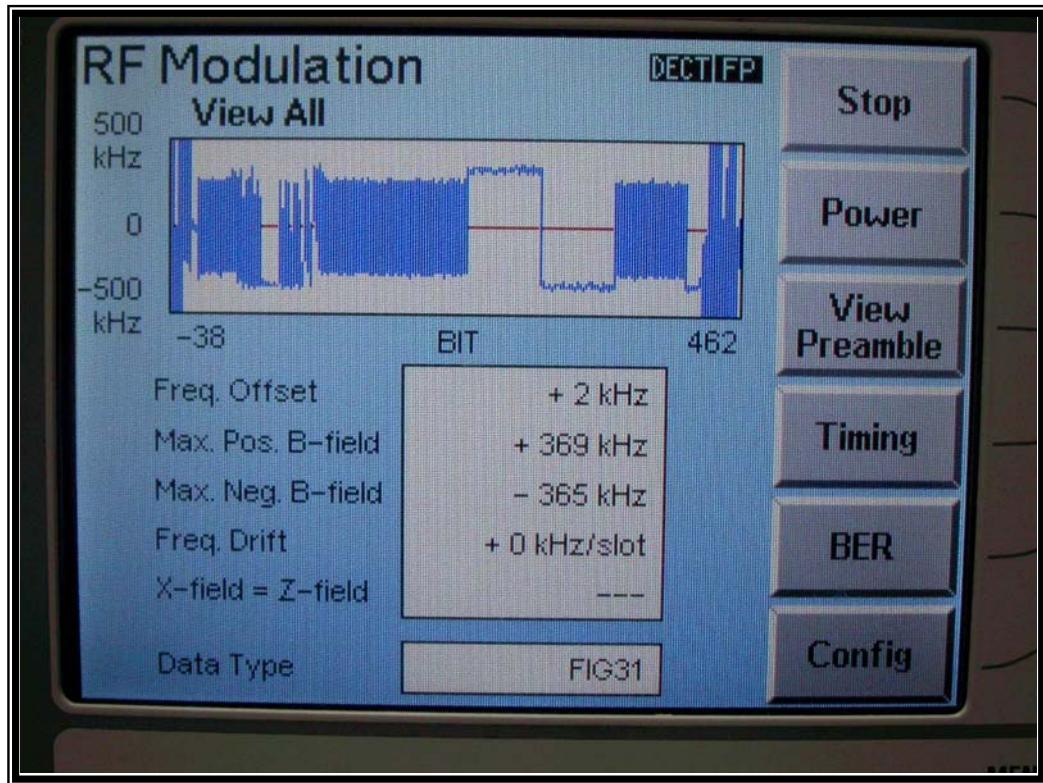 RF Modulation
DECT FP
View All
500
kHz
0
-500
kHz
-38 BIT 462
Freq. Offset + 2 kHz
Max. Pos. B-field + 369 kHz
Max. Neg. B-field - 365 kHz
Freq. Drift + 0 kHz/slot
X-field = Z-field ---
Data Type FIG31
Stop
Power
View
Preamble
Timing
BER
Config